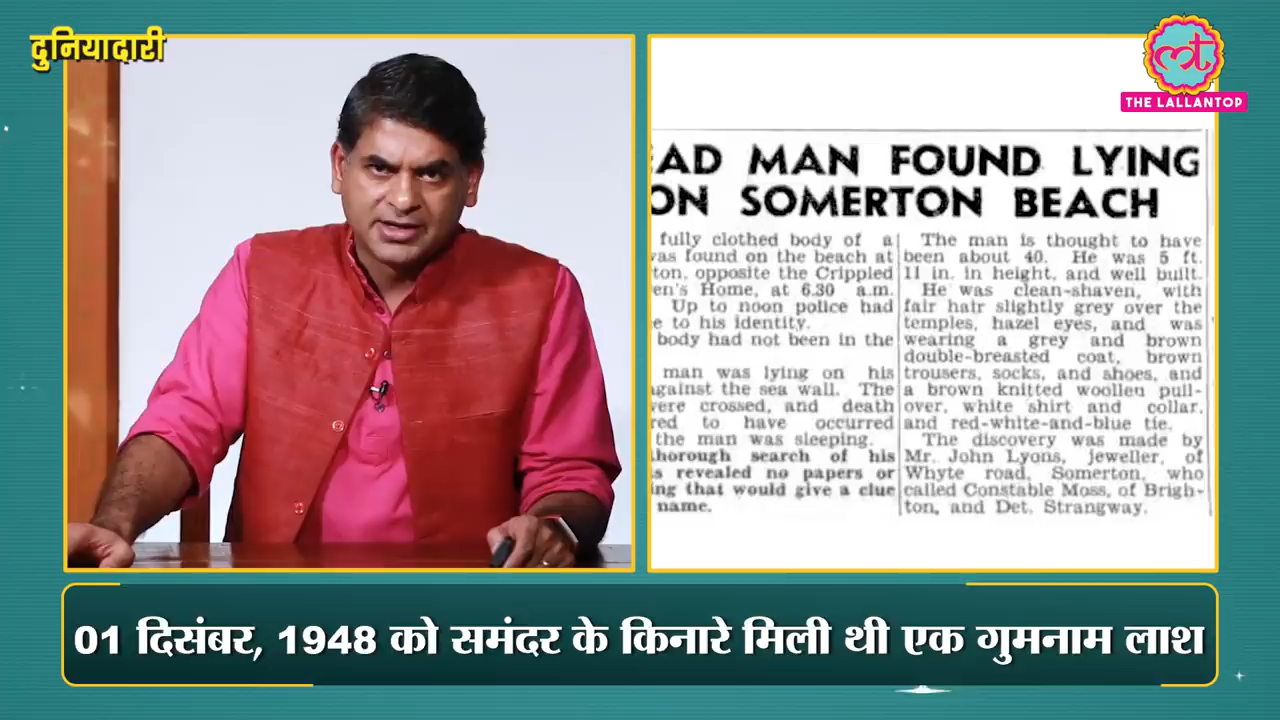 दुनियादारी
THE LALLANTOP
EAD MAN FOUND LYING
ON SOMERTON BEACH
fully clothed body of a
was found on the beach at
ton, opposite the Crippled
en's Home, at 6.30 a.m.
Up to noon police had
e to his identity.
body had not been in the
man was lying on his
against the sea wall. The
were crossed, and death
red to have occurred
the man was sleeping.
thorough search of his
s revealed no papers or
ing that would give a clue
name.
The man is thought to have
been about 40. He was 5 ft.
11 in. in height, and well built.
He was clean-shaven, with
fair hair slightly grey over the
temples, hazel eyes, and was
wearing a grey and brown
double-breasted coat, brown
trousers, socks, and shoes, and
a brown knitted woollen pull-
over, white shirt and collar,
and red-white-and-blue tie.
The discovery was made by
Mr. John Lyons, jeweller, of
Whyte road, Somerton, who
called Constable Moss, of Brigh-
ton, and Det. Strangway.
01 दिसंबर, 1948 को समंदर के किनारे मिली थी एक गुमनाम लाश